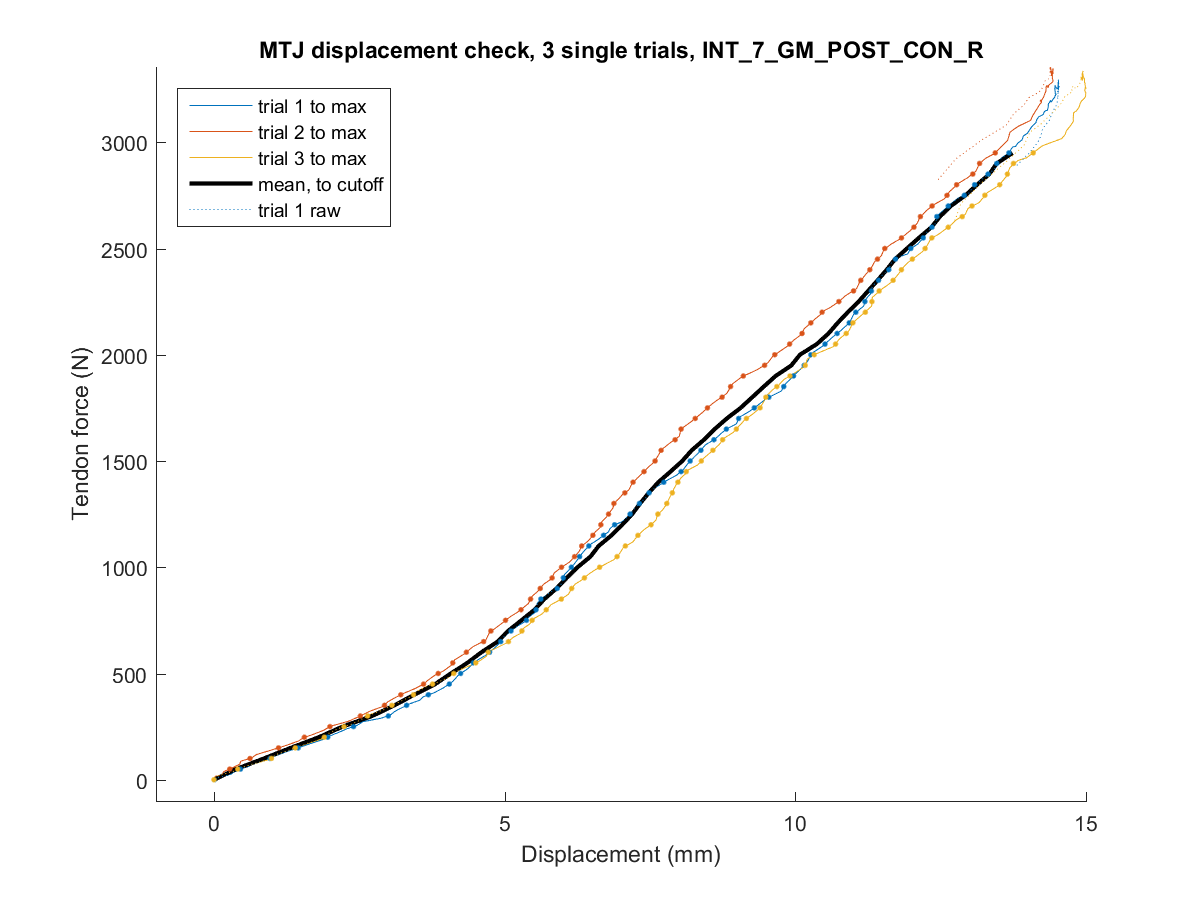 MTJ displacement check, 3 single trials, INT_7_GM_POST_CON_R
trial 1 to max
trial 2 to max
trial 3 to max
mean, to cutoff
trial 1 raw
3000
2500
2000
1500
1000
500
0
Tendon force (N)
0 5 10 15
Displacement (mm)